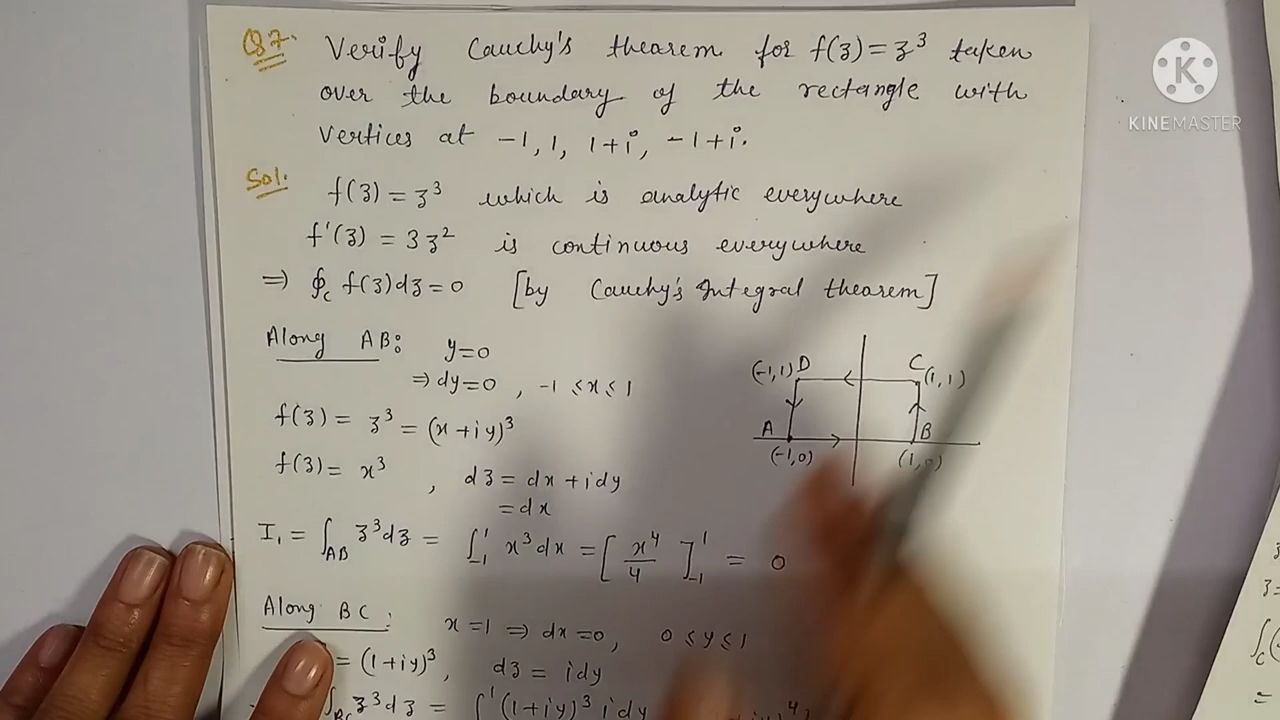 Q7. Verify Cauchy's theorem for f(z) = z³ taken
over the boundary of the rectangle with
vertices at -1, 1, 1+i, -1+i.
Sol. f(z) = z³ which is analytic everywhere
f'(z) = 3z² is continuous everywhere
⇒ ∮c f(z)dz = 0 [by Cauchy's Integral theorem]
Along AB: y=0
⇒ dy=0, -1 ≤ x ≤ 1
f(z) = z³ = (x+iy)³
f(z) = x³, dz = dx + idy
= dx
I₁ = ∫AB z³dz = ∫₋₁¹ x³dx = [x⁴/4]₋₁¹ = 0
Along BC: x=1 ⇒ dx=0, 0 ≤ y ≤ 1
= (1+iy)³, dz = idy
∫BC z³dz = ∫¹(1+iy)³ idy
(-1,1) D C (1,1)
A B
(-1,0) (1,0)
K
KINEMASTER
3
z=
∫c
=